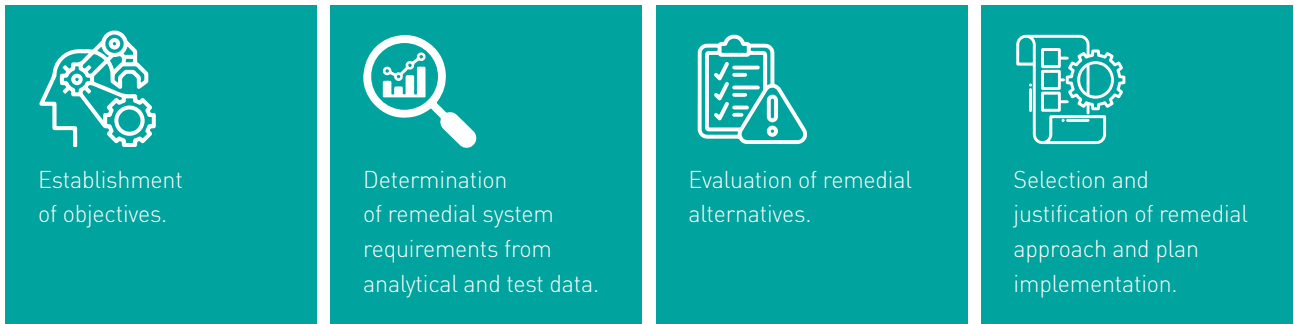 Establishment
of objectives.
Determination
of remedial system
requirements from
analytical and test data.
Evaluation of remedial
alternatives.
Selection and
justification of remedial
approach and plan
implementation.